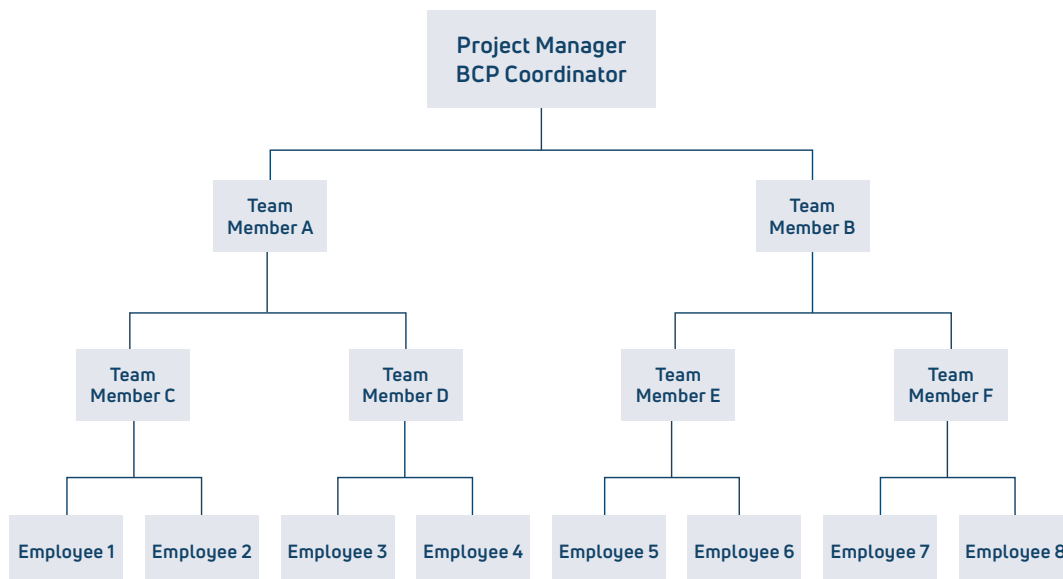 Project Manager
BCP Coordinator
Team
Member A
Team
Member B
Team
Member C
Team
Member D
Team
Member E
Team
Member F
Employee 1
Employee 2
Employee 3
Employee 4
Employee 5
Employee 6
Employee 7
Employee 8